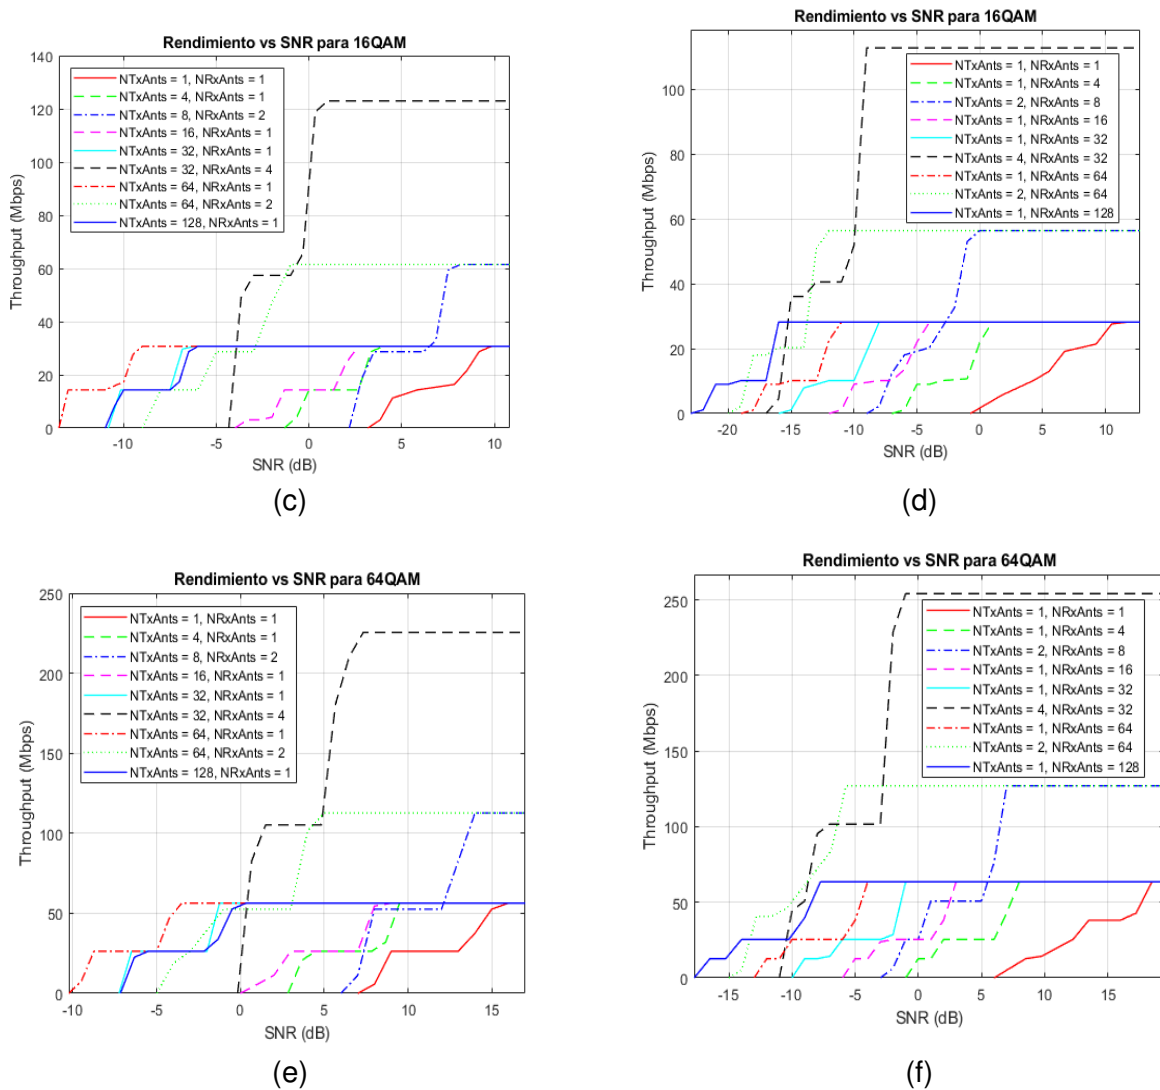 Rendimiento vs SNR para 16QAM
140
120
100
80
60
40
20
0
Throughput (Mbps)
NTxAnts = 1, NRxAnts = 1
NTxAnts = 4, NRxAnts = 1
NTxAnts = 8, NRxAnts = 2
NTxAnts = 16, NRxAnts = 1
NTxAnts = 32, NRxAnts = 1
NTxAnts = 32, NRxAnts = 4
NTxAnts = 64, NRxAnts = 1
NTxAnts = 64, NRxAnts = 2
NTxAnts = 128, NRxAnts = 1
-10 -5 0 5 10
SNR (dB)
(c)
Rendimiento vs SNR para 16QAM
100
80
60
40
20
0
Throughput (Mbps)
NTxAnts = 1, NRxAnts = 1
NTxAnts = 1, NRxAnts = 4
NTxAnts = 2, NRxAnts = 8
NTxAnts = 1, NRxAnts = 16
NTxAnts = 1, NRxAnts = 32
NTxAnts = 4, NRxAnts = 32
NTxAnts = 1, NRxAnts = 64
NTxAnts = 2, NRxAnts = 64
NTxAnts = 1, NRxAnts = 128
-20 -15 -10 -5 0 5 10
SNR (dB)
(d)
Rendimiento vs SNR para 64QAM
250
200
150
100
50
0
Throughput (Mbps)
NTxAnts = 1, NRxAnts = 1
NTxAnts = 4, NRxAnts = 1
NTxAnts = 8, NRxAnts = 2
NTxAnts = 16, NRxAnts = 1
NTxAnts = 32, NRxAnts = 1
NTxAnts = 32, NRxAnts = 4
NTxAnts = 64, NRxAnts = 1
NTxAnts = 64, NRxAnts = 2
NTxAnts = 128, NRxAnts = 1
-10 -5 0 5 10 15
SNR (dB)
(e)
Rendimiento vs SNR para 64QAM
250
200
150
100
50
0
Throughput (Mbps)
NTxAnts = 1, NRxAnts = 1
NTxAnts = 1, NRxAnts = 4
NTxAnts = 2, NRxAnts = 8
NTxAnts = 1, NRxAnts = 16
NTxAnts = 1, NRxAnts = 32
NTxAnts = 4, NRxAnts = 32
NTxAnts = 1, NRxAnts = 64
NTxAnts = 2, NRxAnts = 64
NTxAnts = 1, NRxAnts = 128
-15 -10 -5 0 5 10 15
SNR (dB)
(f)